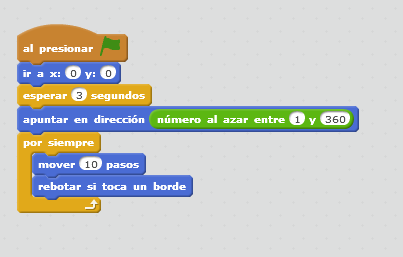 al presionar
ir a x: 0 y: 0
esperar 3 segundos
apuntar en dirección número al azar entre 1 y 360
por siempre
mover 10 pasos
rebotar si toca un borde